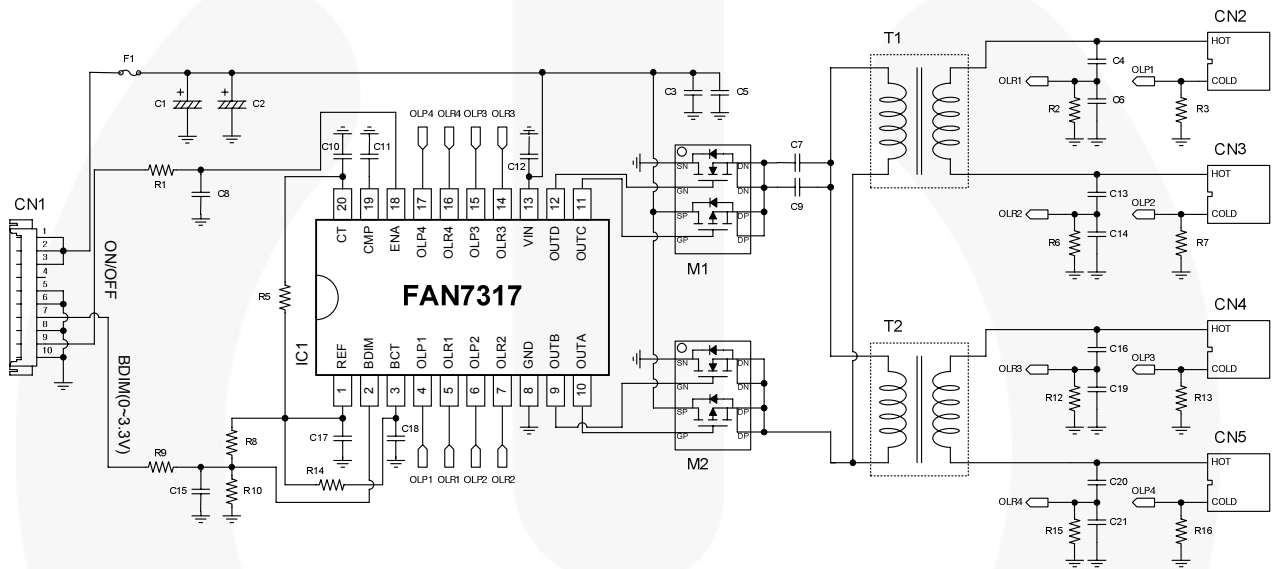 CN2
T1
HOT
COLD
F1
C4
OLR1
OLP1
C6
R2
R3
C1
C2
C3
C5
OLP4
OLR4
OLP3
OLR3
C10
C11
C12
C7
C9
SN
DN
GN
DN
SP
DP
GP
DP
M1
R1
C8
CN1
1
2
3
4
5
6
7
8
9
10
ON/OFF
BDIM(0~3.3V)
20
19
18
17
16
15
14
13
12
11
CT
CMP
ENA
OLP4
OLR4
OLP3
OLR3
VIN
OUTD
OUTC
FAN7317
IC1
R5
REF
BDIM
BCT
OLP1
OLR1
OLP2
OLR2
GND
OUTB
OUTA
1
2
3
4
5
6
7
8
9
10
CN3
HOT
COLD
C13
OLR2
OLP2
C14
R6
R7
T2
CN4
HOT
COLD
C16
OLR3
OLP3
C19
R12
R13
SN
DN
GN
DN
SP
DP
GP
DP
M2
R8
R9
C17
C18
R14
C15
R10
OLP1
OLR1
OLP2
OLR2
CN5
HOT
COLD
C20
OLR4
OLP4
C21
R15
R16